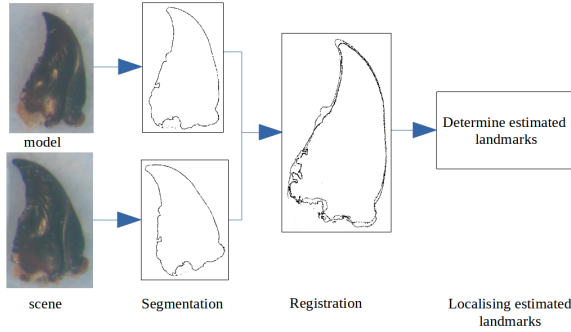 model
Determine estimated
landmarks
scene
Segmentation
Registration
Localising estimated
landmarks